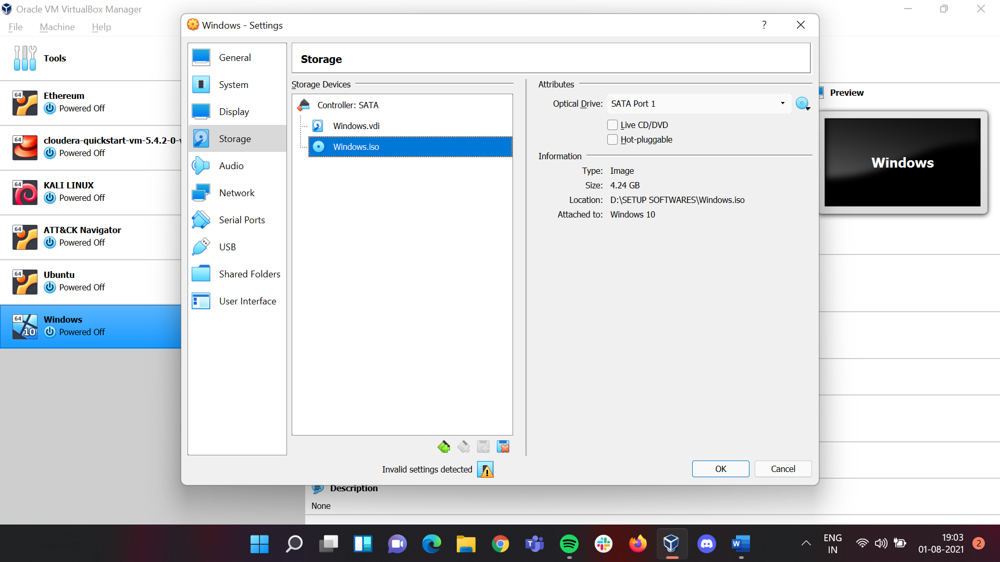 Oracle VM VirtualBox Manager
File Machine Help
Tools
64
Ethereum
Powered Off
64
cloudera-quickstart-vm-5.4.2-0-v
Powered Off
64
KALI LINUX
Powered Off
64
ATT&CK Navigator
Powered Off
64
Ubuntu
Powered Off
64
10
Windows
Powered Off
Windows - Settings
?
General
System
Display
Storage
Audio
Network
Serial Ports
USB
Shared Folders
User Interface
Storage
Storage Devices
Controller: SATA
Windows.vdi
Windows.iso
Attributes
Optical Drive: SATA Port 1
Live CD/DVD
Hot-pluggable
Information
Type: Image
Size: 4.24 GB
Location: D:\SETUP SOFTWARES\Windows.iso
Attached to: Windows 10
Invalid settings detected
OK Cancel
Preview
Windows
Description
None
T
W
ENG
IN
19:03
01-08-2021
2